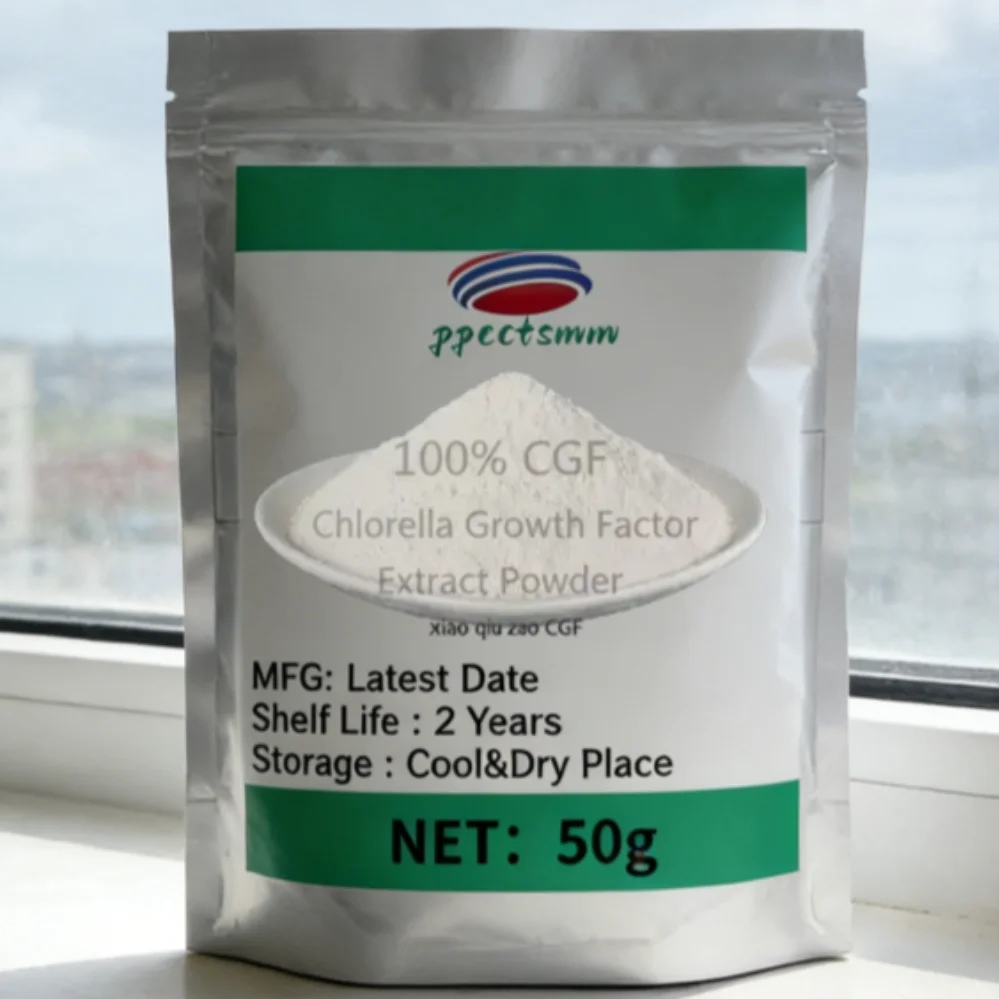 ppectsmm
100% CGF
Chlorella Growth Factor
Extract Powder
xiao qiu zao CGF
MFG: Latest Date
Shelf Life : 2 Years
Storage : Cool&Dry Place
NET: 50g